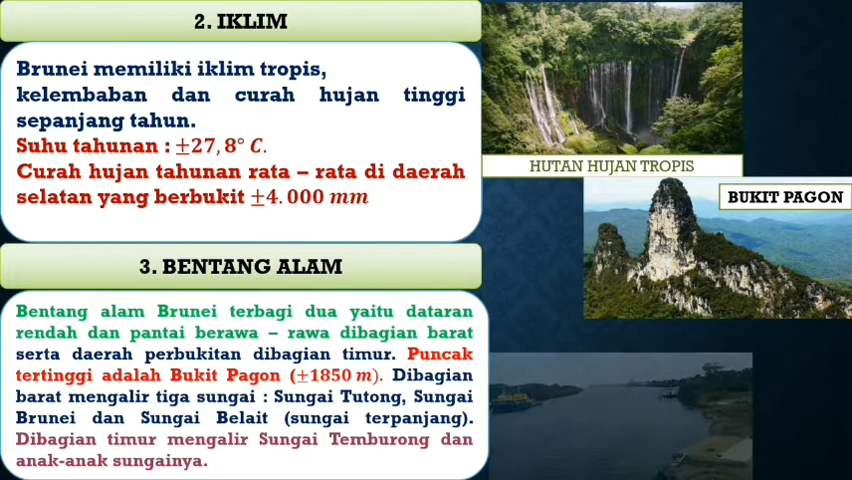 2. IKLIM
Brunei memiliki iklim tropis,
kelembaban dan curah hujan tinggi
sepanjang tahun.
Suhu tahunan : ±27,8° C.
Curah hujan tahunan rata – rata di daerah
selatan yang berbukit ±4.000 mm
HUTAN HUJAN TROPIS
BUKIT PAGON
3. BENTANG ALAM
Bentang alam Brunei terbagi dua yaitu dataran
rendah dan pantai berawa – rawa dibagian barat
serta daerah perbukitan dibagian timur. Puncak
tertinggi adalah Bukit Pagon (±1850 m). Dibagian
barat mengalir tiga sungai : Sungai Tutong, Sungai
Brunei dan Sungai Belait (sungai terpanjang).
Dibagian timur mengalir Sungai Temburong dan
anak-anak sungainya.